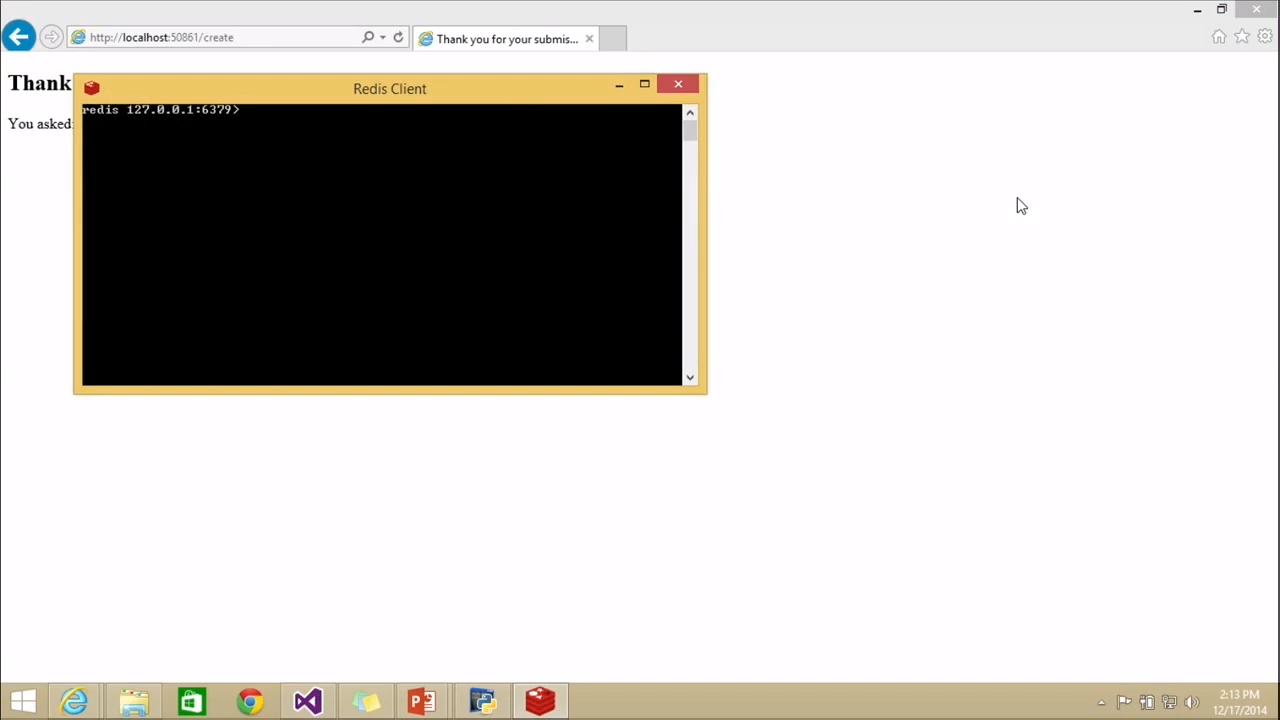 http://localhost:50861/create
Thank you for your submis...
Thank
You asked:
Redis Client
redis 127.0.0.1:6379>
2:13 PM
12/17/2014